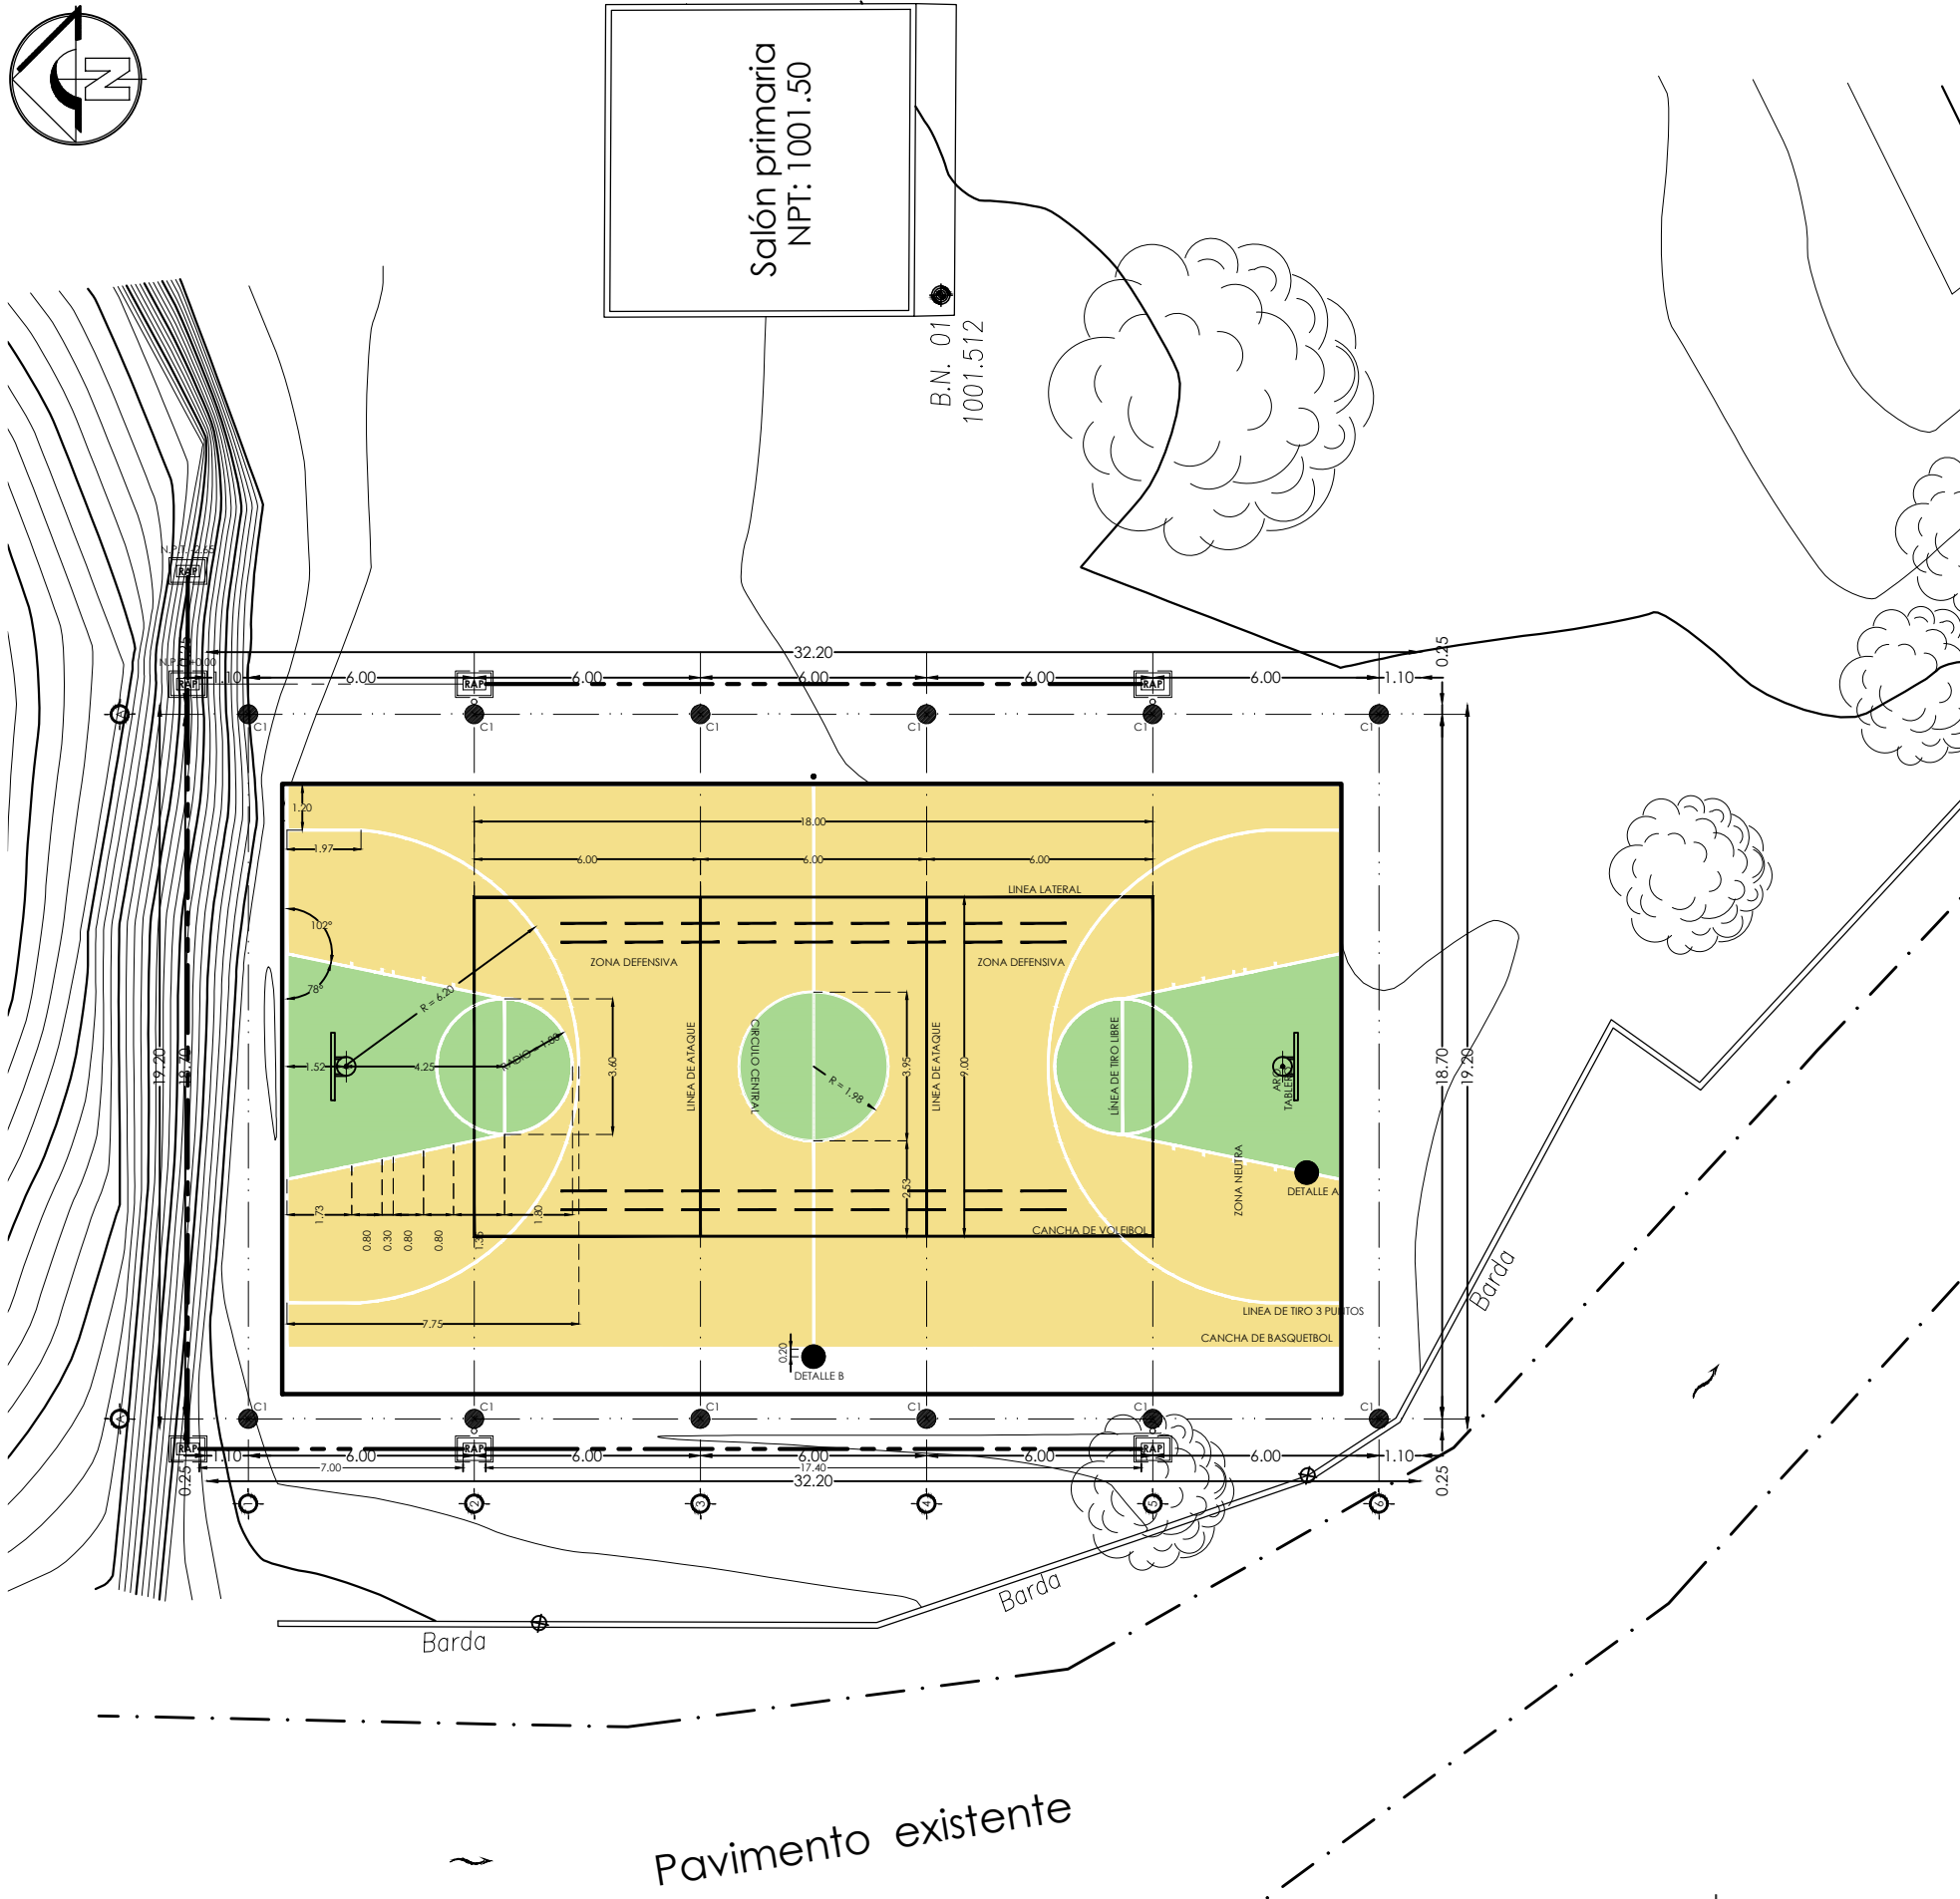 N
Salón primaria
NPT: 1001.50
B.N. 01
1001.512
RAP
32.20
0.25
0.25
RAP
1.10
6.00
RAP
6.00
6.00
6.00
RAP
6.00
1.10
A
C1
C1
C1
C1
C1
C1
1.20
18.00
1.97
6.00
6.00
6.00
LINEA LATERAL
102°
ZONA DEFENSIVA
ZONA DEFENSIVA
78°
R = 6.20
19.20
18.70
1.52
4.25
RADIO = 1.80
3.60
LINEA DE ATAQUE
CIRCULO CENTRAL
R = 1.98
3.95
LINEA DE ATAQUE
9.00
LÍNEA DE TIRO LIBRE
ARO
TABLERO
18.70
19.20
ZONA NEUTRA
DETALLE A
1.73
0.80
0.30
0.80
0.80
1.80
2.53
CANCHA DE VOLEIBOL
LINEA DE TIRO 3 PUNTOS
7.75
CANCHA DE BASQUETBOL
0.20
DETALLE B
Barda
A
C1
C1
C1
C1
C1
C1
RAP
1.10
6.00
RAP
6.00
6.00
6.00
RAP
6.00
1.10
7.00
17.40
0.25
32.20
0.25
1
2
3
4
5
6
Barda
Barda
Pavimento existente